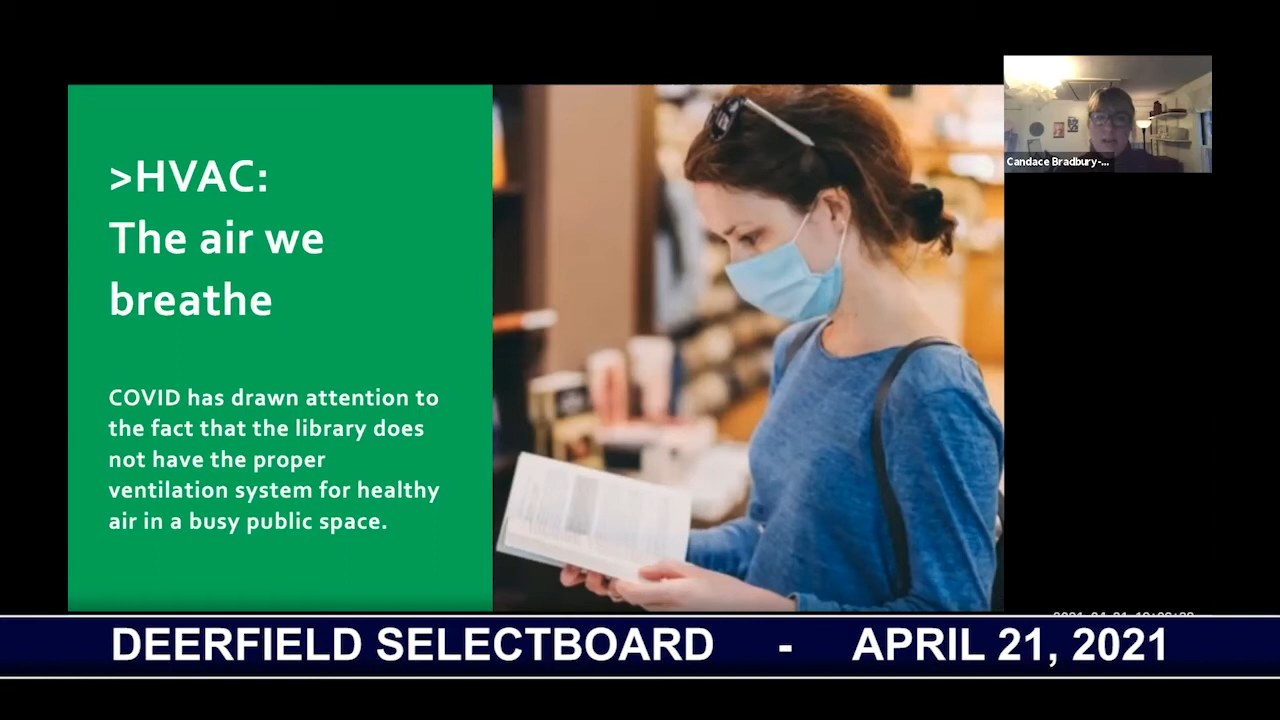 >HVAC:
The air we
breathe
COVID has drawn attention to
the fact that the library does
not have the proper
ventilation system for healthy
air in a busy public space.
Candace Bradbury-...
DEERFIELD SELECTBOARD - APRIL 21, 2021